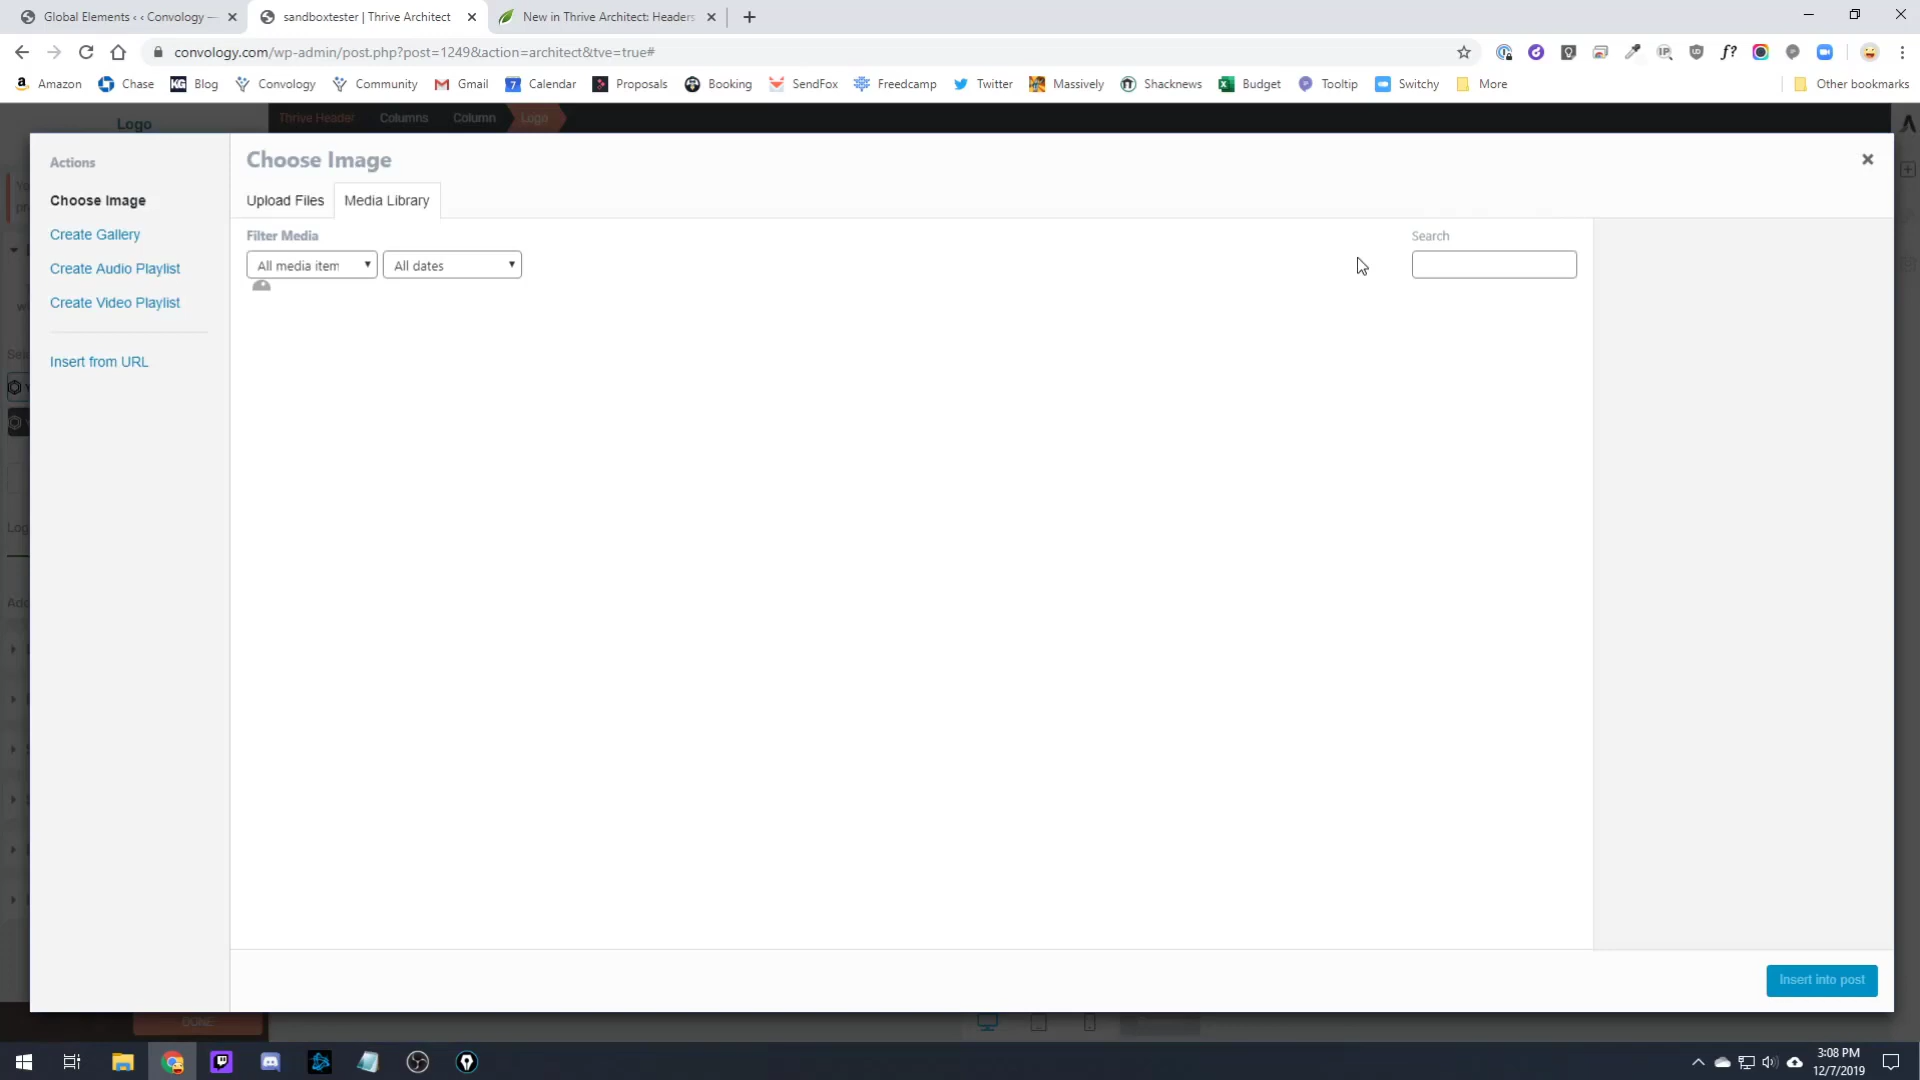 Global Elements ‹ ‹ Convology —
sandboxtester | Thrive Architect
New in Thrive Architect: Headers
convology.com/wp-admin/post.php?post=1249&action=architect&tve=true#
Amazon
Chase
Blog
Convology
Community
Gmail
Calendar
Proposals
Booking
SendFox
Freedcamp
Twitter
Massively
Shacknews
Budget
Tooltip
Switchy
More
Other bookmarks
Logo
Thrive Header
Columns
Column
Logo
Actions
Choose Image
Create Gallery
Create Audio Playlist
Create Video Playlist
Insert from URL
Choose Image
Upload Files
Media Library
Filter Media
All media item
All dates
Search
Insert into post
DONE
3:08 PM
12/7/2019